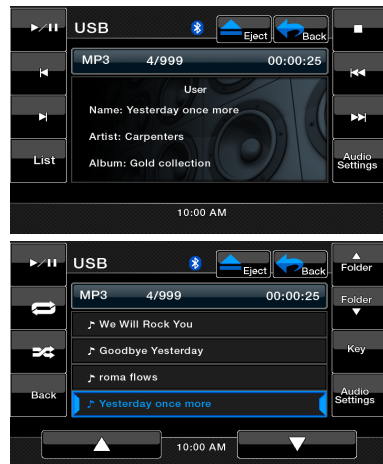 USB
Eject
Back
MP3 4/999 00:00:25
User
Name: Yesterday once more
Artist: Carpenters
Album: Gold collection
List
Audio
Settings
10:00 AM
USB
Eject
Back
Folder
MP3 4/999 00:00:25
Folder
We Will Rock You
Goodbye Yesterday
Key
roma flows
Back
Yesterday once more
Audio
Settings
10:00 AM